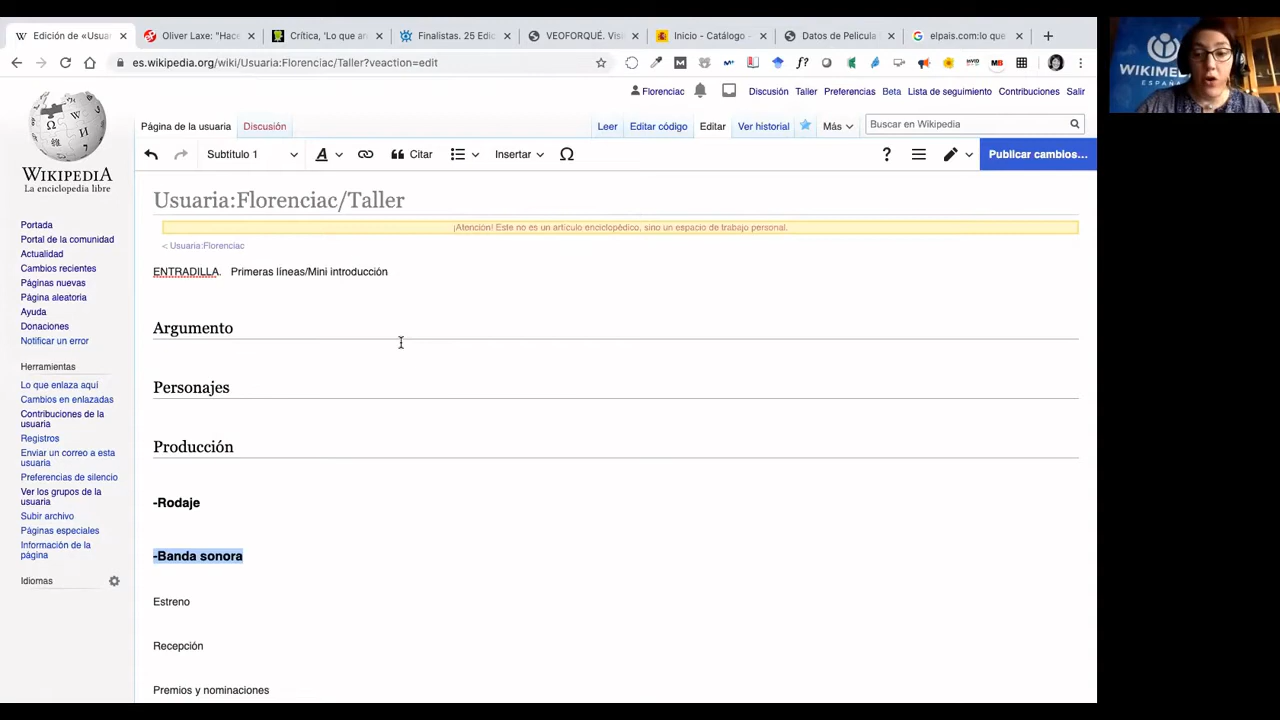 Edición de «Usuar
Oliver Laxe: "Hace
Crítica, 'Lo que ar
Finalistas. 25 Edic
VEOFORQUÉ. Vis
Inicio - Catálogo
Datos de Pelicula
elpais.com:lo que
es.wikipedia.org/wiki/Usuaria:Florenciac/Taller?veaction=edit
WIKIMEDIA
ESPAÑA
WIKIPEDIA
La enciclopedia libre
Florenciac
Discusión
Taller
Preferencias
Beta
Lista de seguimiento
Contribuciones
Salir
Página de la usuaria
Discusión
Leer
Editar código
Editar
Ver historial
Más
Buscar en Wikipedia
Subtítulo 1
A
Citar
Insertar
Ω
?
Publicar cambios...
Portada
Portal de la comunidad
Actualidad
Cambios recientes
Páginas nuevas
Página aleatoria
Ayuda
Donaciones
Notificar un error
Herramientas
Lo que enlaza aquí
Cambios en enlazadas
Contribuciones de la
usuaria
Registros
Enviar un correo a esta
usuaria
Preferencias de silencio
Ver los grupos de la
usuaria
Subir archivo
Páginas especiales
Información de la
página
Idiomas
Usuaria:Florenciac/Taller
¡Atención! Este no es un artículo enciclopédico, sino un espacio de trabajo personal.
< Usuaria:Florenciac
ENTRADILLA. Primeras líneas/Mini introducción
Argumento
Personajes
Producción
-Rodaje
-Banda sonora
Estreno
Recepción
Premios y nominaciones